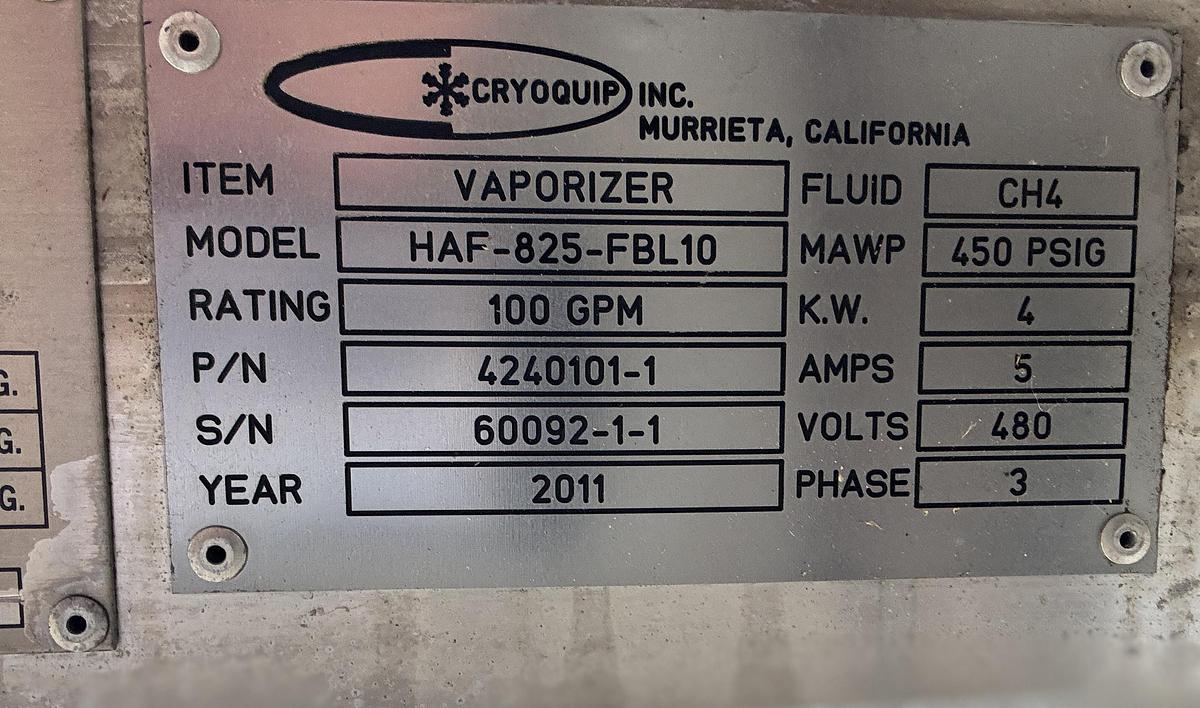 CRYOQUIP INC.
MURRIETA, CALIFORNIA
ITEM VAPORIZER FLUID CH4
MODEL HAF-825-FBL10 MAWP 450 PSIG
RATING 100 GPM K.W. 4
P/N 4240101-1 AMPS 5
S/N 60092-1-1 VOLTS 480
YEAR 2011 PHASE 3
G.
G.
G.